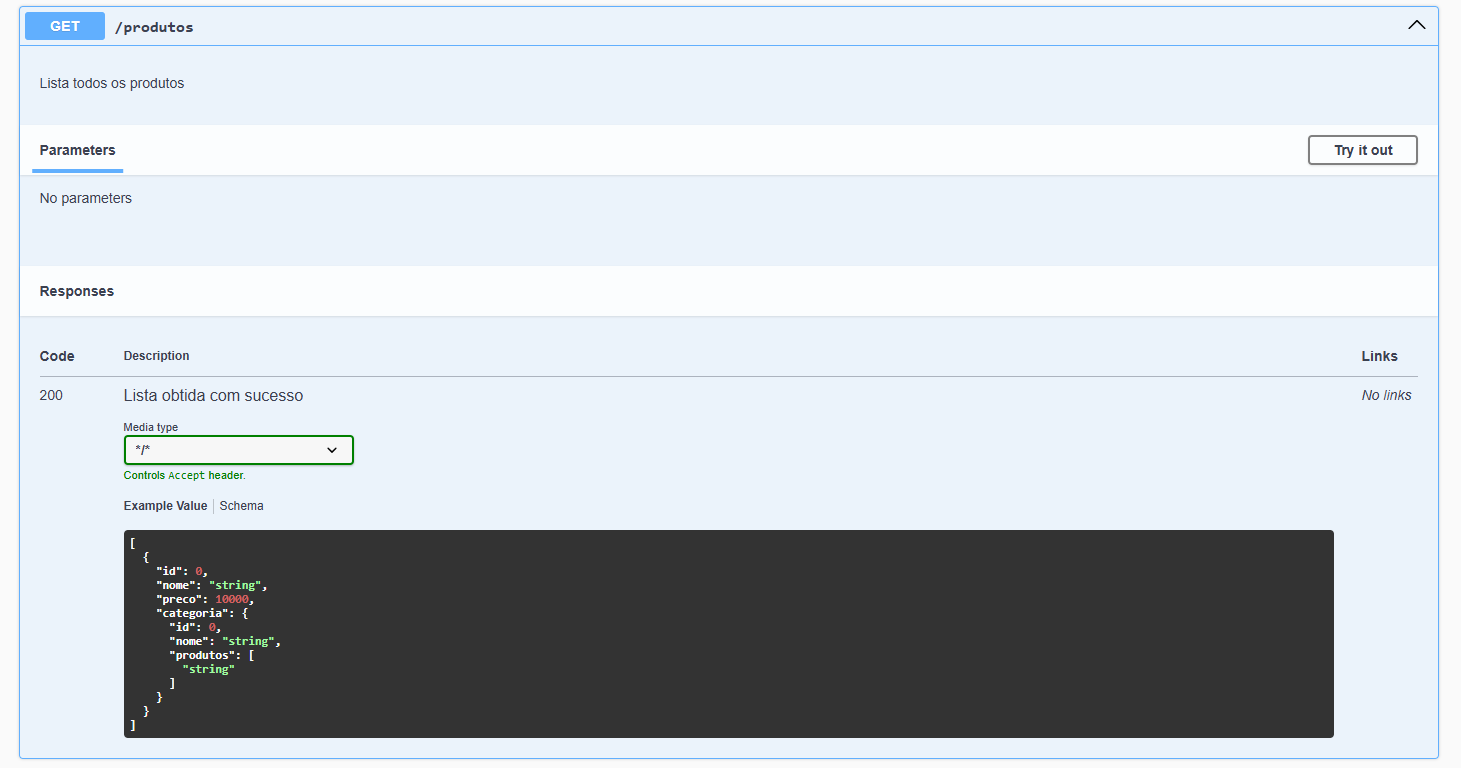 GET /produtos
Lista todos os produtos
Parameters
Try it out
No parameters
Responses
Code Description Links
200 Lista obtida com sucesso No links
Media type
*/*
Controls Accept header.
Example Value Schema
[
  {
    "id": 0,
    "nome": "string",
    "preco": 10000,
    "categoria": {
      "id": 0,
      "nome": "string",
      "produtos": [
        "string"
      ]
    }
  }
]